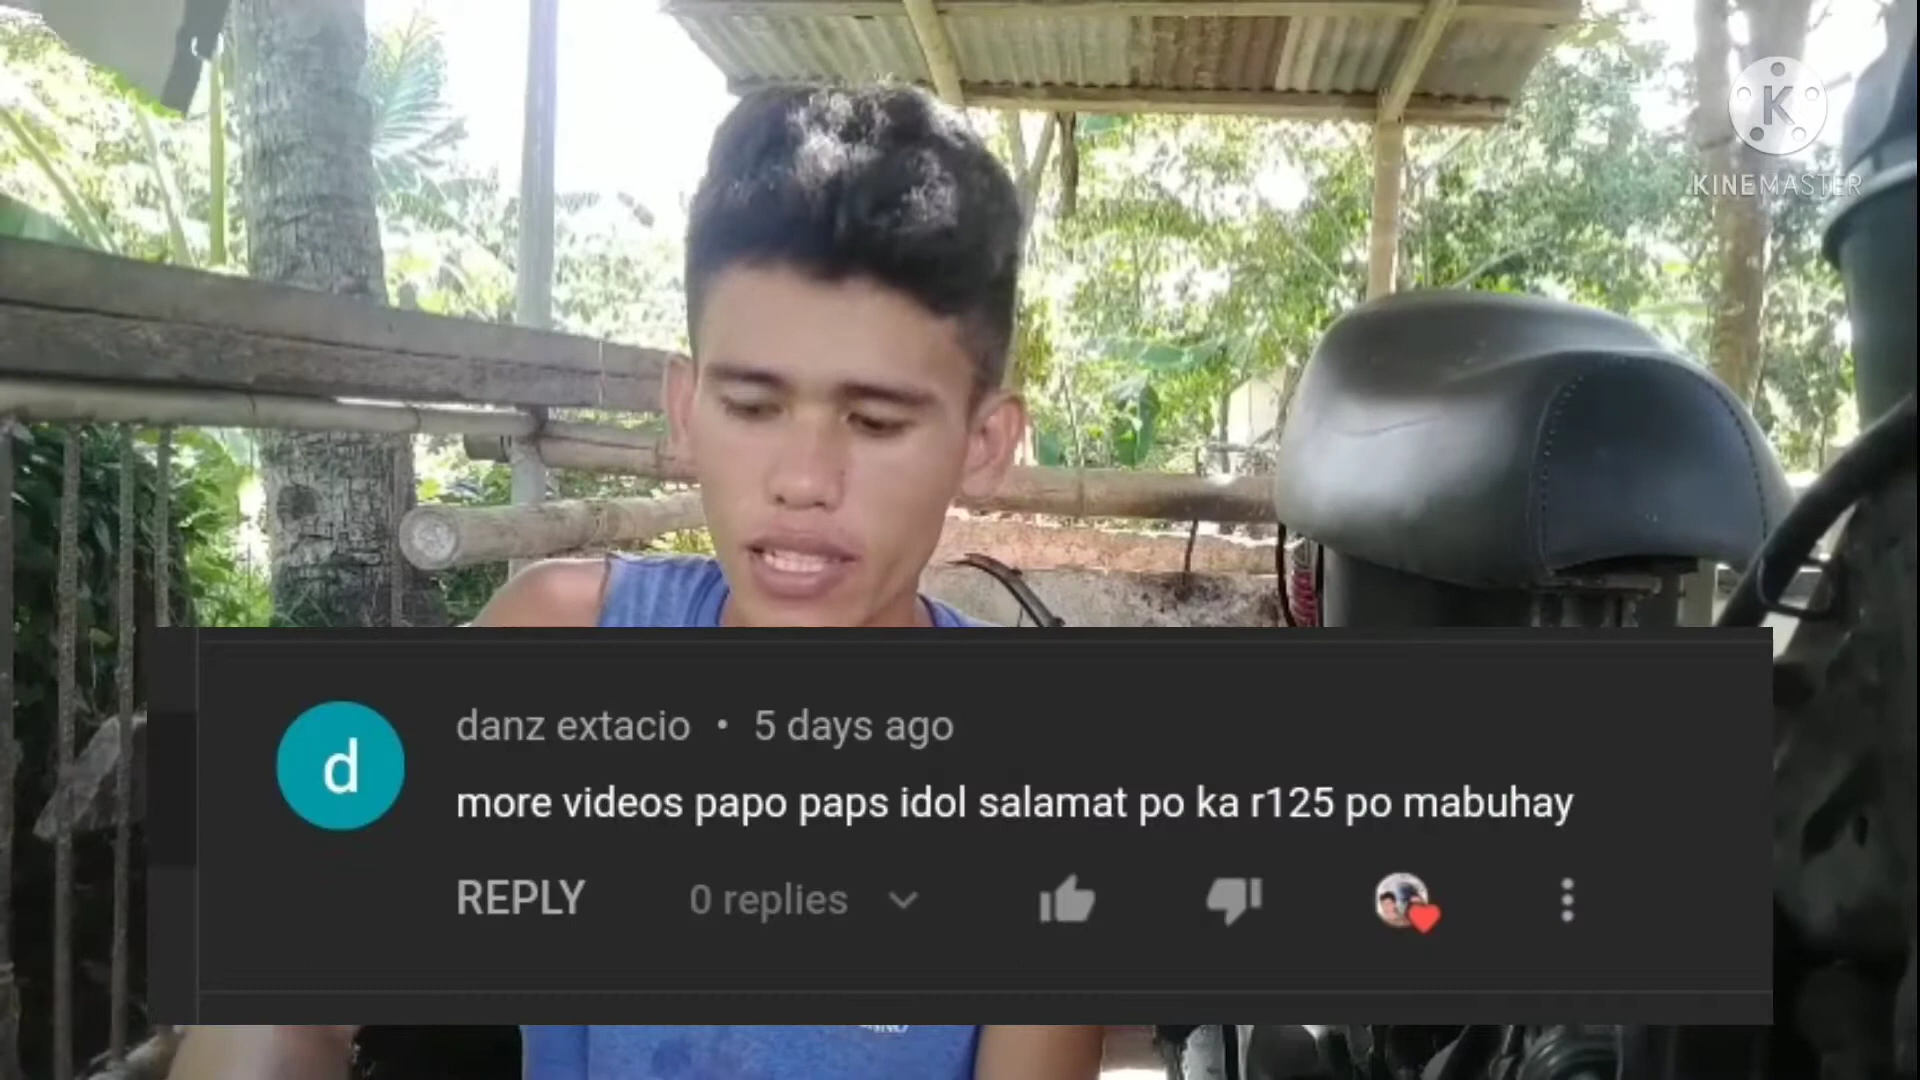 K
KINEMASTER
danz extacio • 5 days ago
d
more videos papo paps idol salamat po ka r125 po mabuhay
REPLY 0 replies